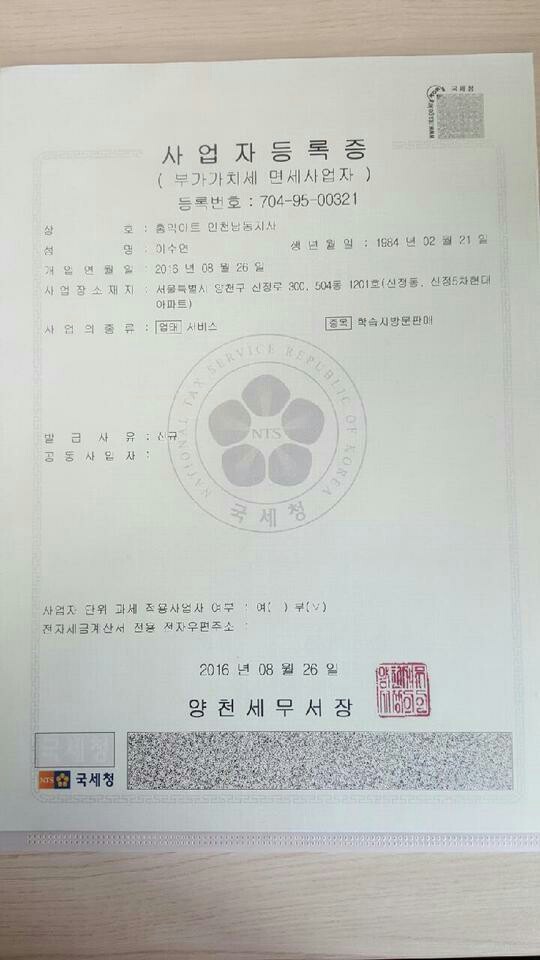 국세청
사업자등록증
( 부가가치세 면세사업자 )
등록번호 : 704-95-00321
상 호 : 홈믹아트 인천남동지사
성 명 : 이수연 생 년 월 일 : 1984 년 02 월 21 일
개 업 연 월 일 : 2016 년 08 월 26 일
사 업 장 소 재 지 : 서울특별시 양천구 신정로 300, 504동 1201호(신정동, 신정5차현대
아파트)
사 업 의 종 류 : 업태 서비스 종목 학습지방문판매
NATIONAL TAX SERVICE REPUBLIC OF KOREA
NTS
국세청
발 급 사 유 : 신규
공 동 사 업 자 :
사업자 단위 과세 적용사업자 여부 : 여( ) 부(∨)
전자세금계산서 전용 전자우편주소 :
2016 년 08 월 26 일
양천세무서장
국세청
NTS 국세청